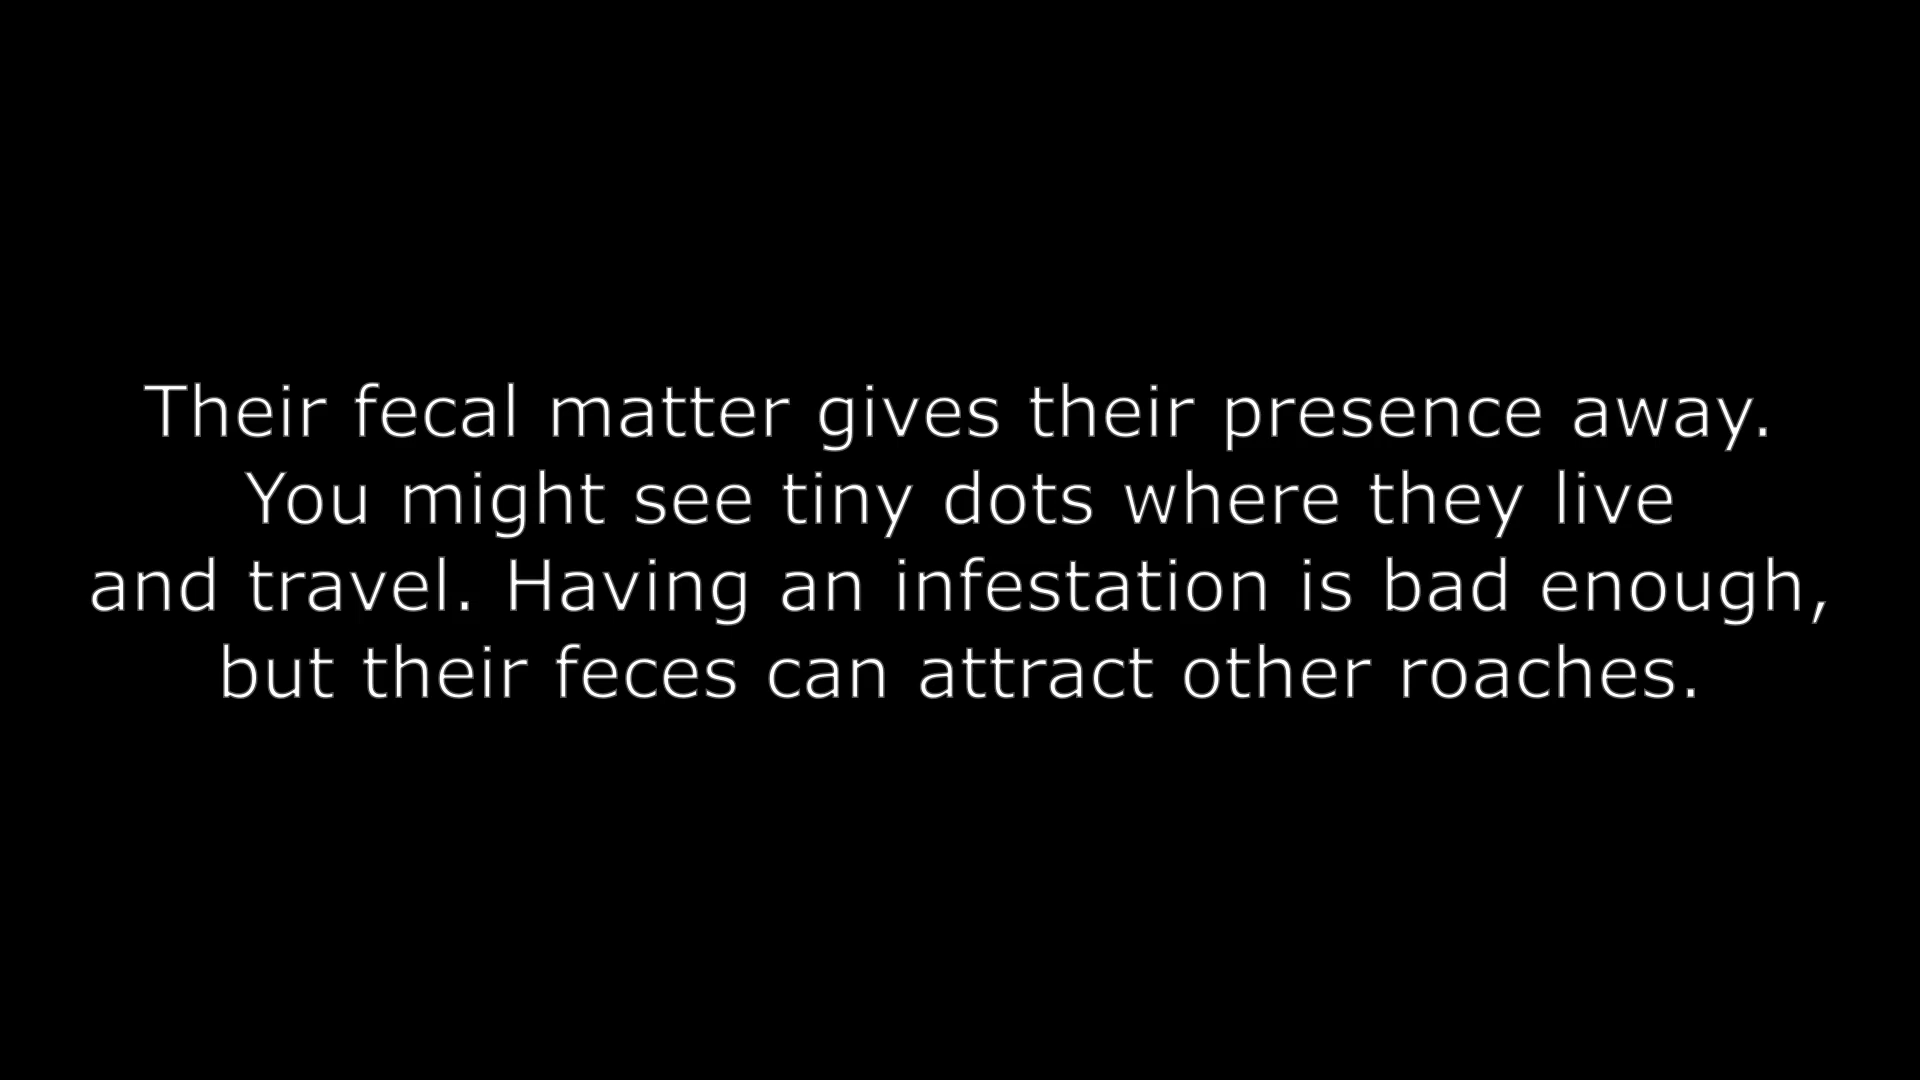 Their fecal matter gives their presence away.
You might see tiny dots where they live
and travel. Having an infestation is bad enough,
but their feces can attract other roaches.